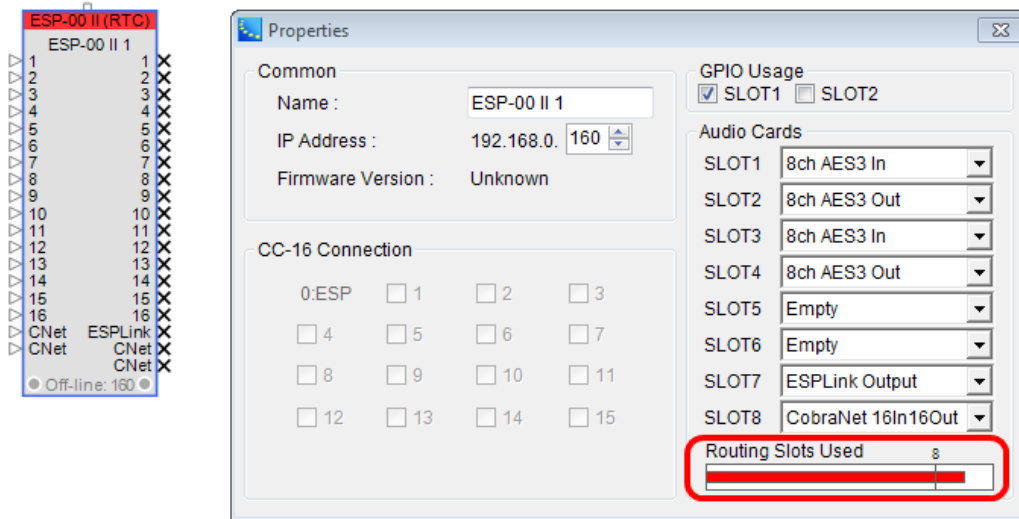 ESP-00 II (RTC)
ESP-00 II 1
1 1
2 2
3 3
4 4
5 5
6 6
7 7
8 8
9 9
10 10
11 11
12 12
13 13
14 14
15 15
16 16
CNet ESPLink
CNet CNet
CNet
Off-line: 160
Properties
Common
Name : ESP-00 II 1
IP Address : 192.168.0. 160
Firmware Version : Unknown
CC-16 Connection
0:ESP 1 2 3
4 5 6 7
8 9 10 11
12 13 14 15
GPIO Usage
SLOT1 SLOT2
Audio Cards
SLOT1 8ch AES3 In
SLOT2 8ch AES3 Out
SLOT3 8ch AES3 In
SLOT4 8ch AES3 Out
SLOT5 Empty
SLOT6 Empty
SLOT7 ESPLink Output
SLOT8 CobraNet 16In16Out
Routing Slots Used 8